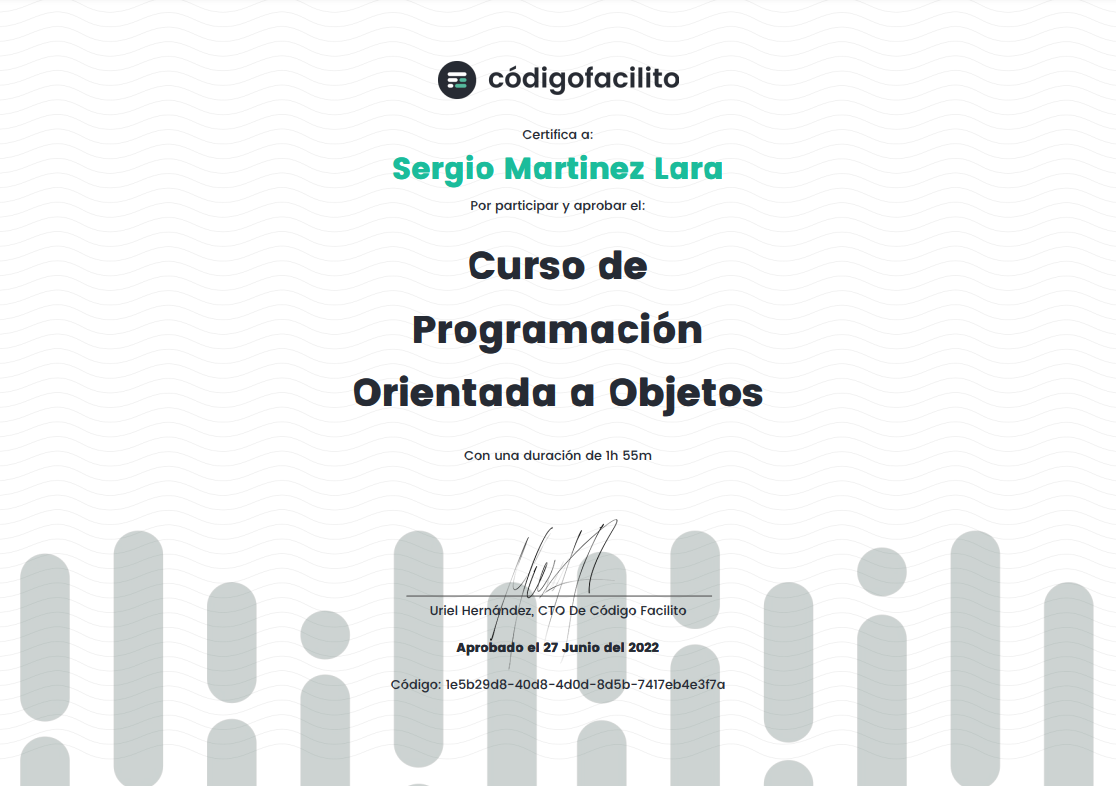 códigofacilito
Certifica a:
Sergio Martinez Lara
Por participar y aprobar el:
Curso de
Programación
Orientada a Objetos
Con una duración de 1h 55m
Uriel Hernández, CTO De Código Facilito
Aprobado el 27 Junio del 2022
Código: 1e5b29d8-40d8-4d0d-8d5b-7417eb4e3f7a